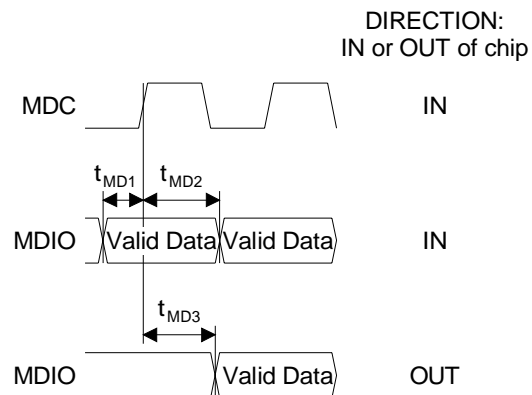 DIRECTION:
IN or OUT of chip
MDC
IN
tMD1
tMD2
MDIO
Valid Data
Valid Data
IN
tMD3
MDIO
Valid Data
OUT